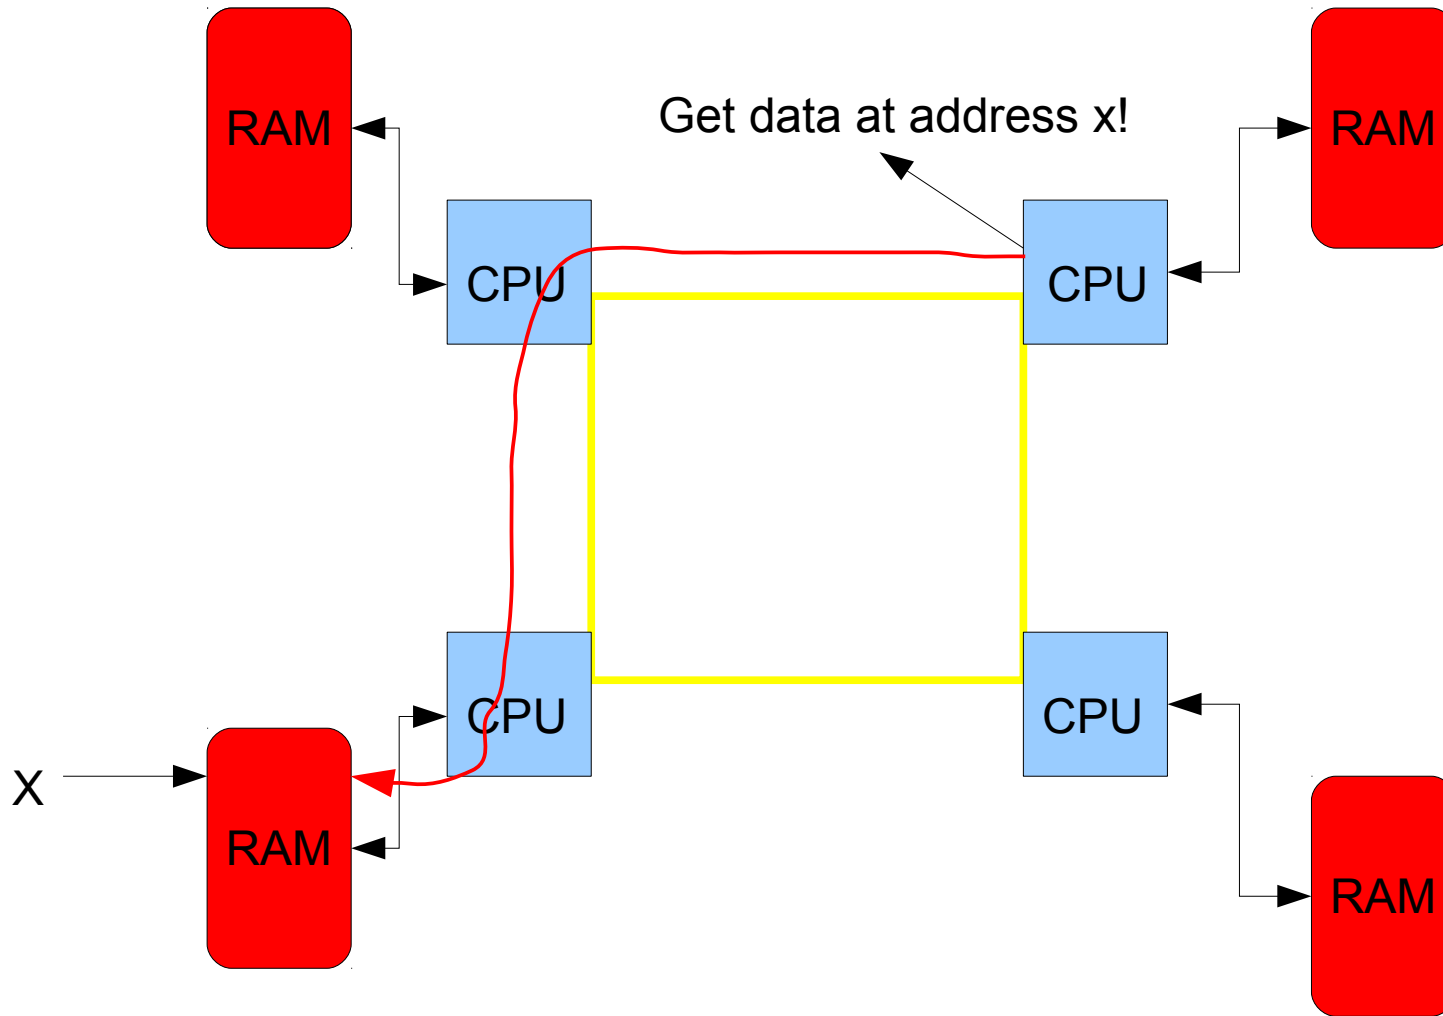 RAM
Get data at address x!
RAM
CPU
CPU
CPU
CPU
X
RAM
RAM